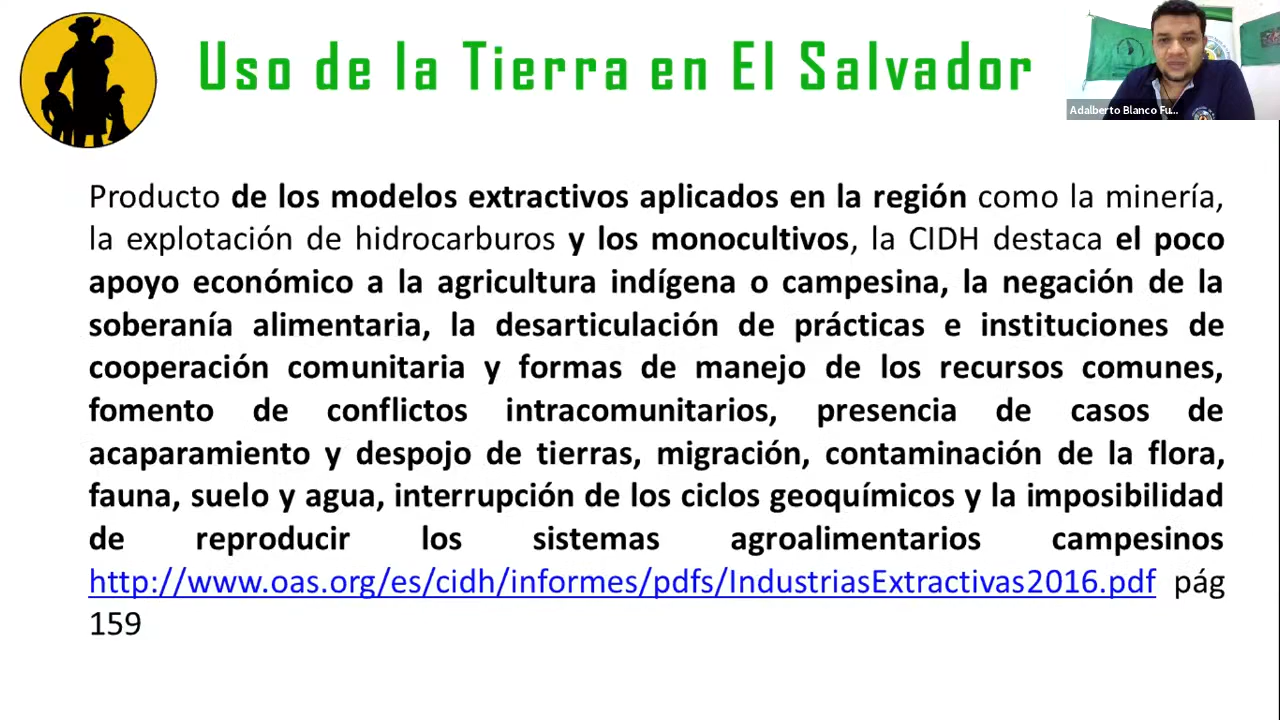 Uso de la Tierra en El Salvador
Adalberto Blanco Fu...
Producto de los modelos extractivos aplicados en la región como la minería,
la explotación de hidrocarburos y los monocultivos, la CIDH destaca el poco
apoyo económico a la agricultura indígena o campesina, la negación de la
soberanía alimentaria, la desarticulación de prácticas e instituciones de
cooperación comunitaria y formas de manejo de los recursos comunes,
fomento de conflictos intracomunitarios, presencia de casos de
acaparamiento y despojo de tierras, migración, contaminación de la flora,
fauna, suelo y agua, interrupción de los ciclos geoquímicos y la imposibilidad
de reproducir los sistemas agroalimentarios campesinos
http://www.oas.org/es/cidh/informes/pdfs/IndustriasExtractivas2016.pdf pág
159